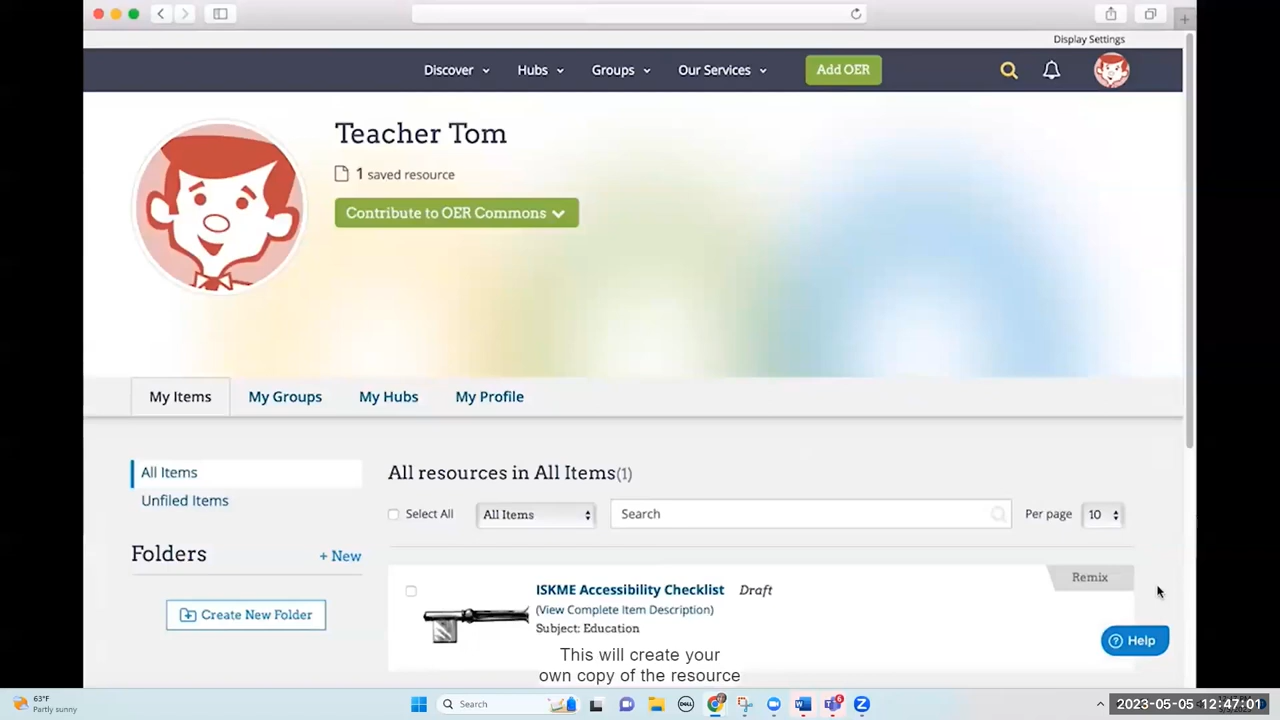 Display Settings
Discover Hubs Groups Our Services Add OER
Teacher Tom
1 saved resource
Contribute to OER Commons
My Items My Groups My Hubs My Profile
All Items
Unfiled Items
Folders + New
Create New Folder
All resources in All Items(1)
Select All All Items Search Per page 10
Remix
ISKME Accessibility Checklist Draft
(View Complete Item Description)
Subject: Education
Help
This will create your
own copy of the resource
63°F
Partly sunny
Search
DELL
6
2023-05-05 12:47:01